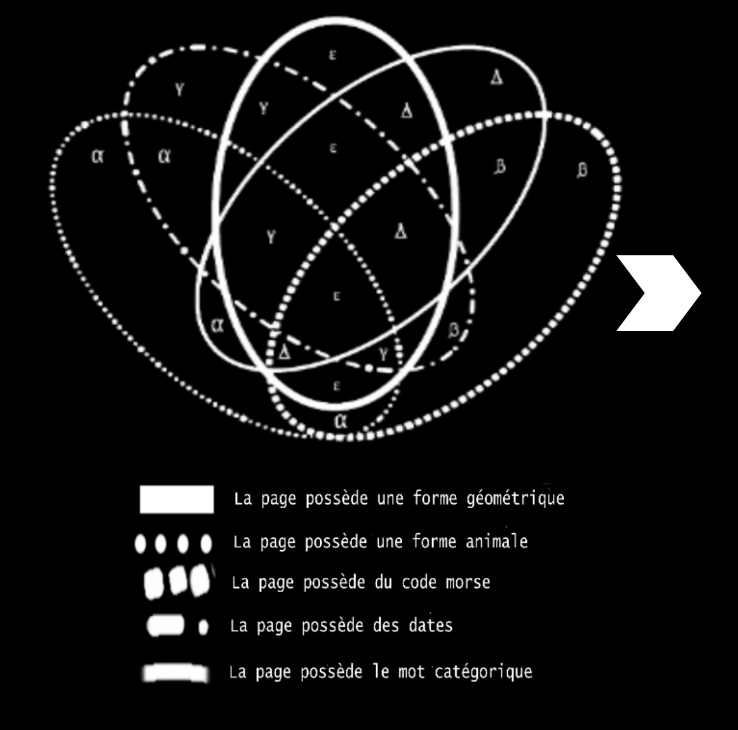 ε
γ Δ
γ Δ
α α ε β β
γ Δ
ε
α β
Δ γ
ε
α
La page possède une forme géométrique
La page possède une forme animale
La page possède du code morse
La page possède des dates
La page possède le mot catégorique